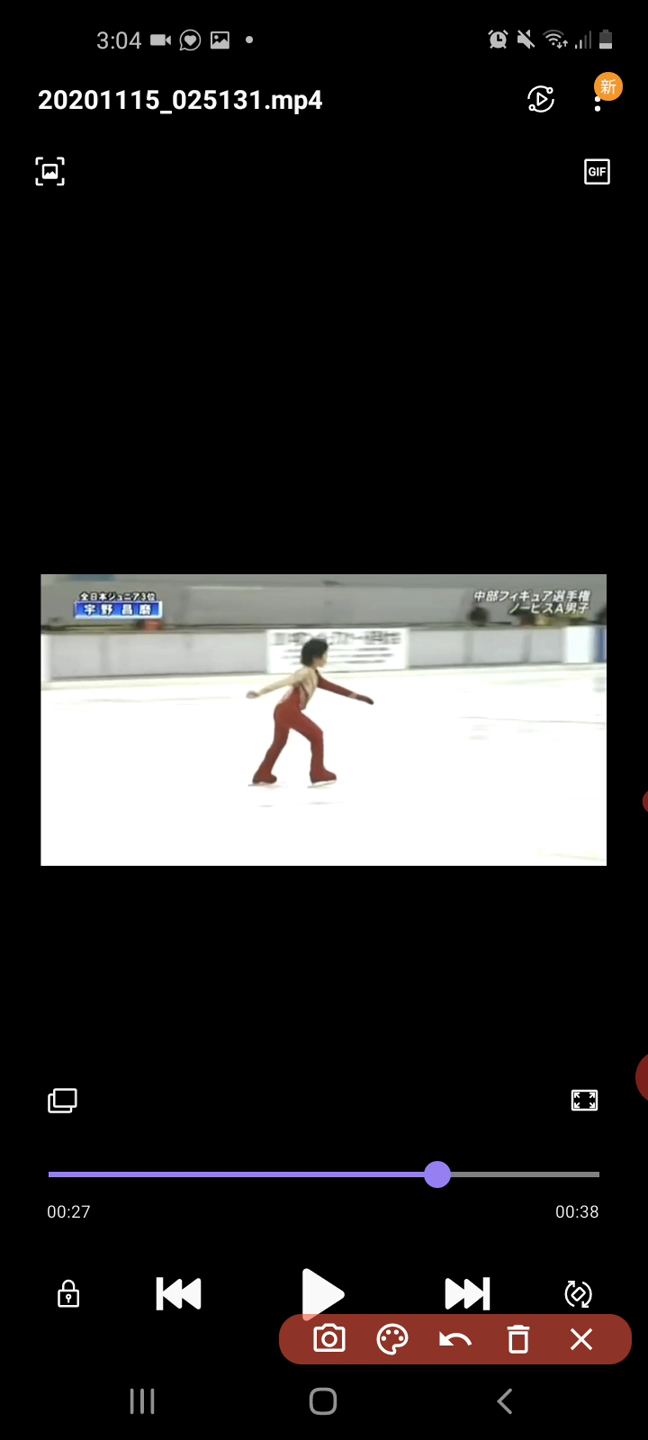 3:04
20201115_025131.mp4
新
GIF
全日本ジュニア3位
宇野昌磨
中部フィギュア選手権
ノービスA男子
00:27
00:38